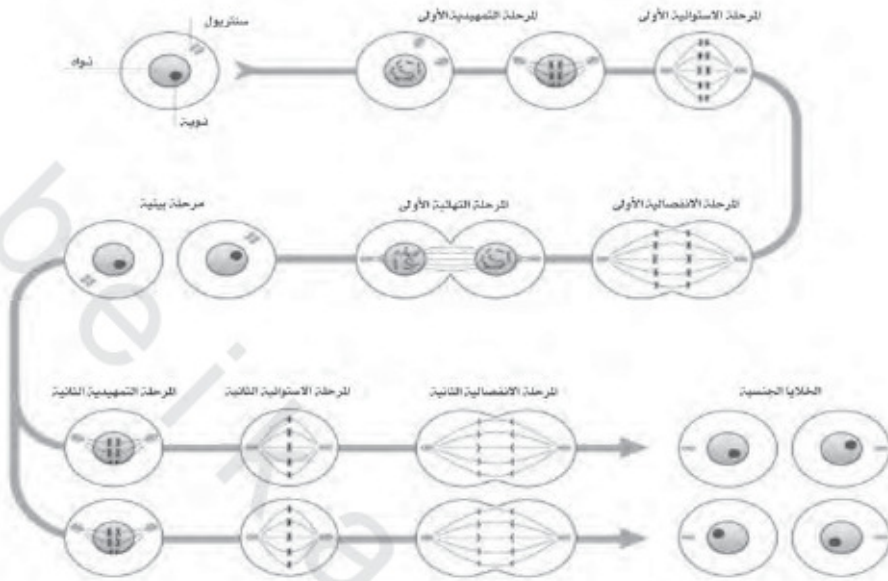 سنتريول
المرحلة التمهيدية الأولى
المرحلة الاستوائية الأولى
نواه
نوية
مرحلة بينية
المرحلة النهائية الأولى
المرحلة الانفصالية الأولى
المرحلة التمهيدية الثانية
المرحلة الاستوائية الثانية
المرحلة الانفصالية الثانية
الخلايا الجنسية